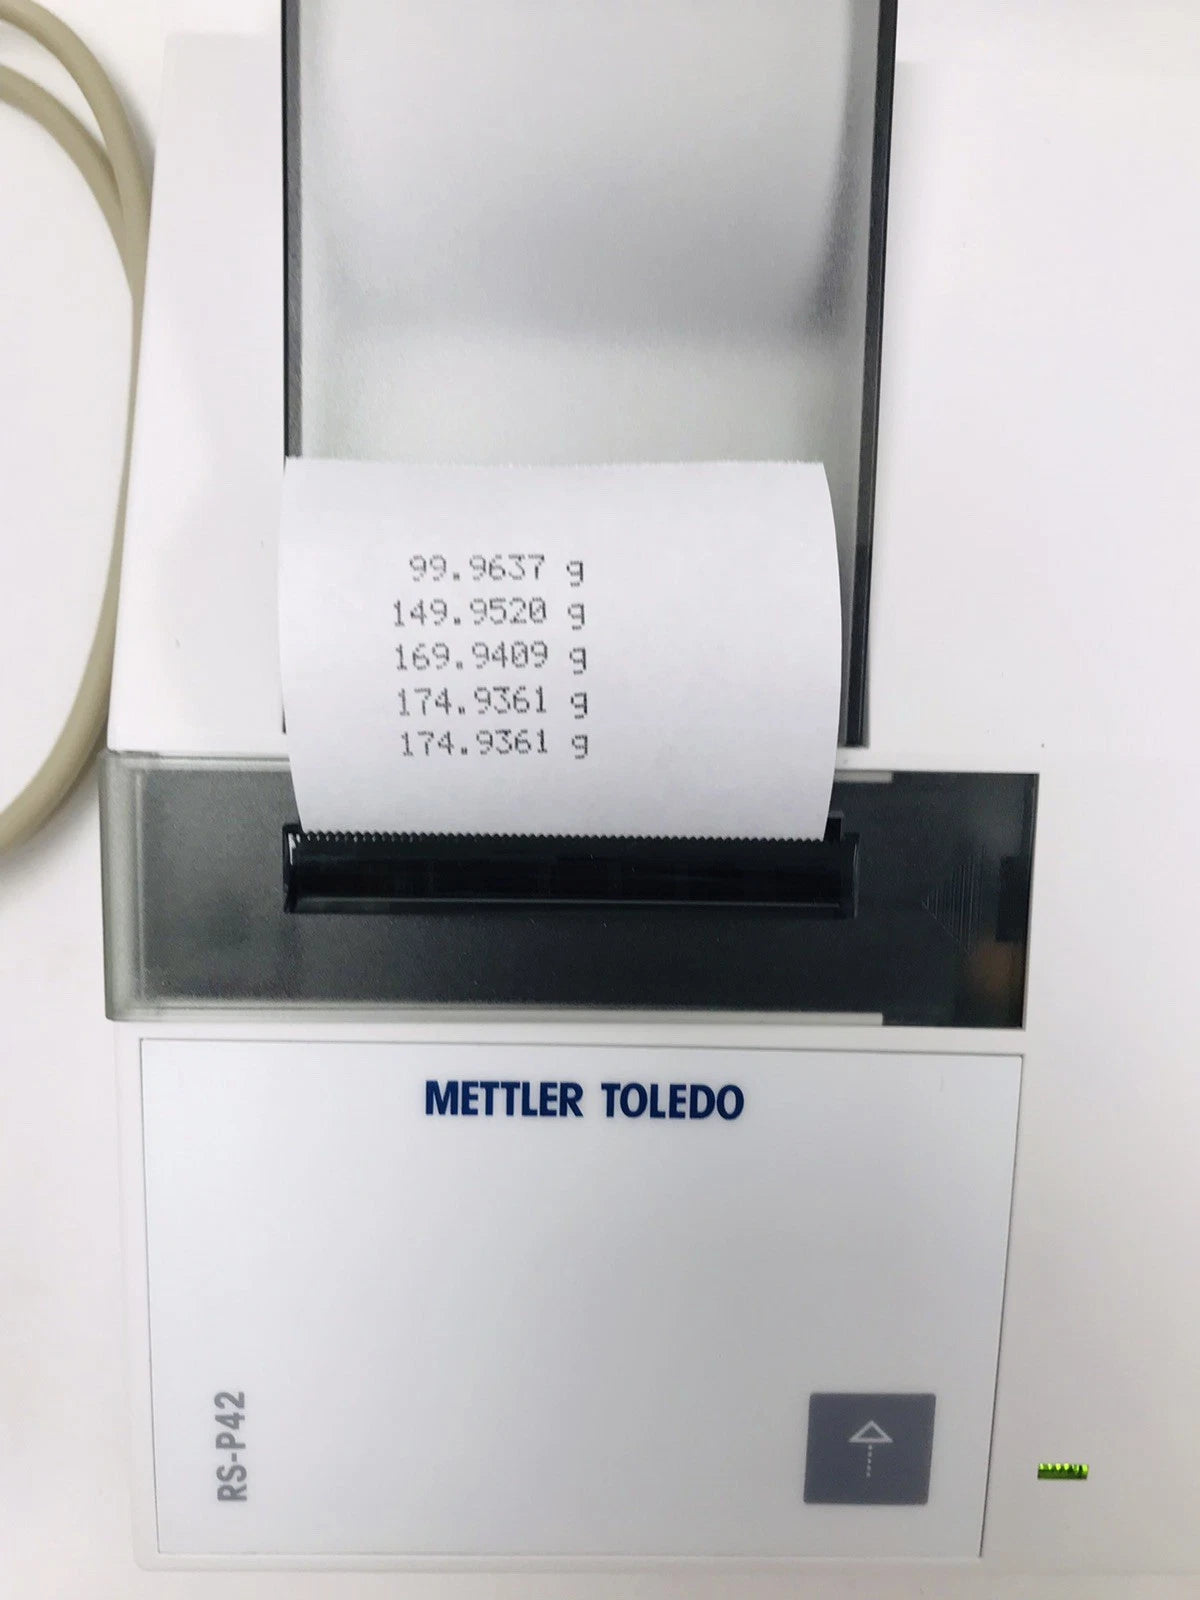 99.9637 g
149.9520 g
169.9409 g
174.9361 g
174.9361 g
METTLER TOLEDO
RS-P42